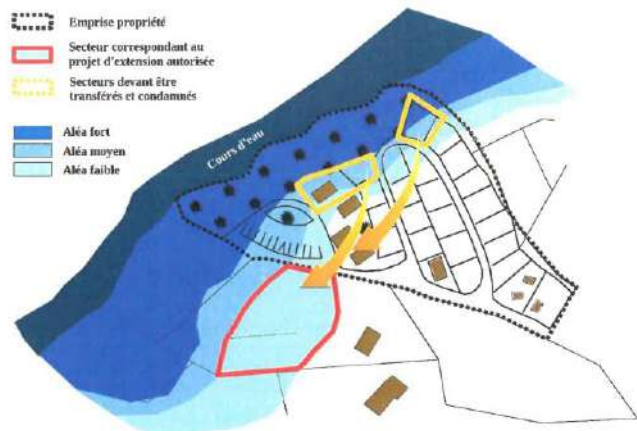 Emprise propriété
Secteur correspondant au
projet d'extension autorisée
Secteurs devant être
transférés et condamnés
Aléa fort
Aléa moyen
Aléa faible
Cours d'eau